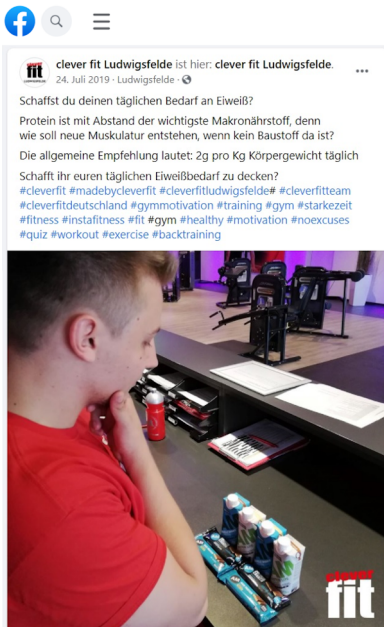 clever fit Ludwigsfelde ist hier: clever fit Ludwigsfelde.
24. Juli 2019 · Ludwigsfelde ·
Schaffst du deinen täglichen Bedarf an Eiweiß?
Protein ist mit Abstand der wichtigste Makronährstoff, denn
wie soll neue Muskulatur entstehen, wenn kein Baustoff da ist?
Die allgemeine Empfehlung lautet: 2g pro Kg Körpergewicht täglich
Schafft ihr euren täglichen Eiweißbedarf zu decken?
#cleverfit #madebycleverfit #cleverfitludwigsfelde# #cleverfitteam
#cleverfitdeutschland #gymmotivation #training #gym #starkezeit
#fitness #instafitness #fit #gym #healthy #motivation #noexcuses
#quiz #workout #exercise #backtraining
clever
fit